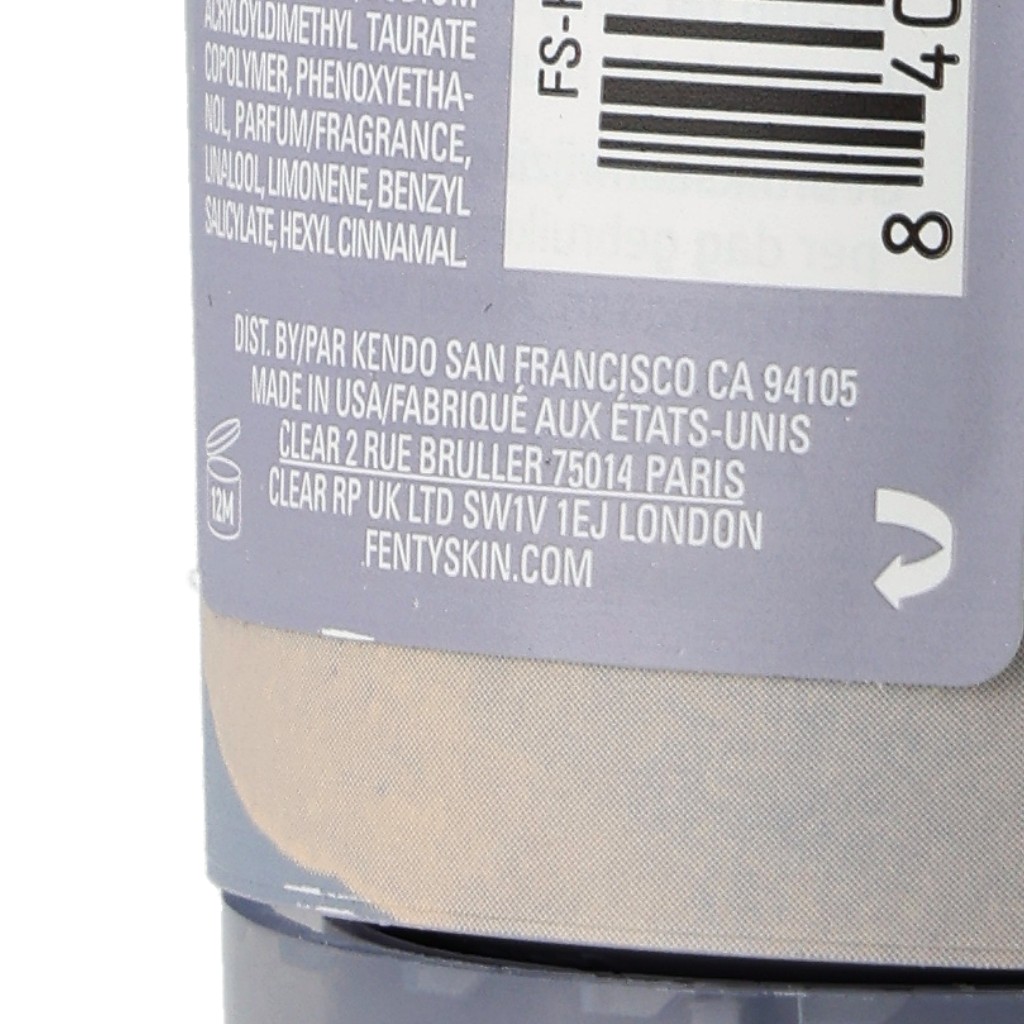 ACRYLOYLDIMETHYL TAURATE
COPOLYMER, PHENOXYETHA-
NOL, PARFUM/FRAGRANCE,
LINALOOL, LIMONENE, BENZYL
SALICYLATE, HEXYL CINNAMAL.
FS-
8 40
DIST. BY/PAR KENDO SAN FRANCISCO CA 94105
MADE IN USA/FABRIQUÉ AUX ÉTATS-UNIS
CLEAR 2 RUE BRULLER 75014 PARIS
CLEAR RP UK LTD SW1V 1EJ LONDON
FENTYSKIN.COM
12M